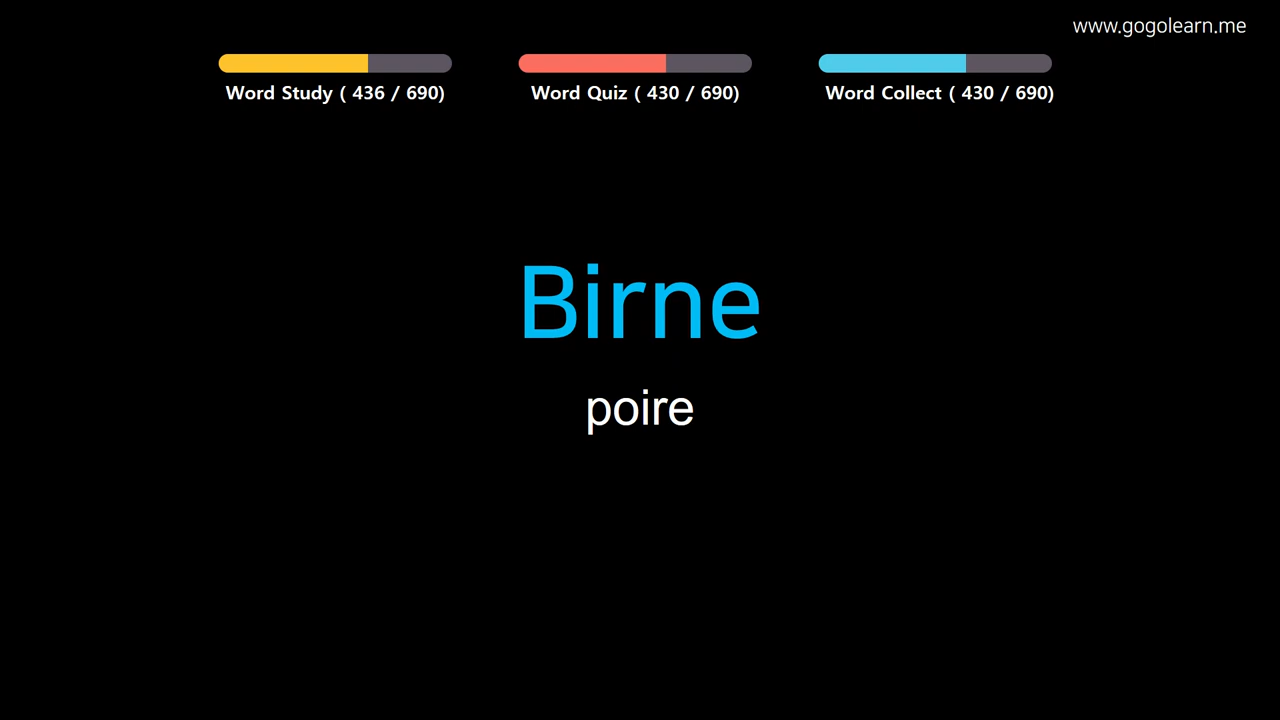 www.gogolearn.me
Word Study ( 436 / 690)
Word Quiz ( 430 / 690)
Word Collect ( 430 / 690)
Birne
poire